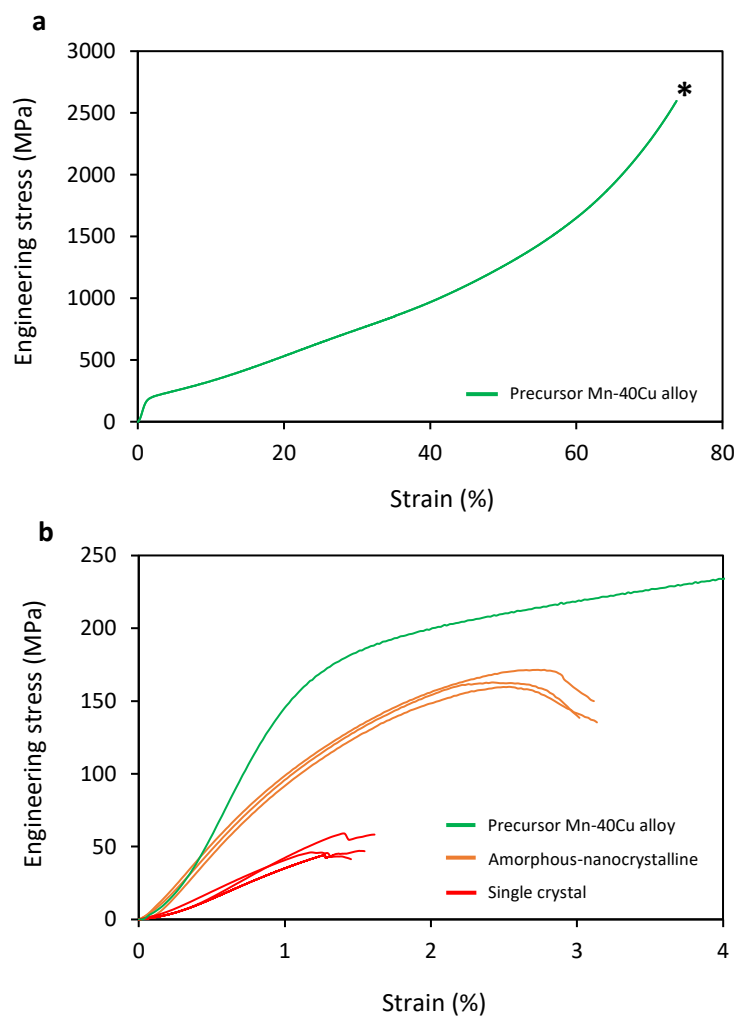 a
3000
2500
2000
1500
1000
500
0
Engineering stress (MPa)
*
Precursor Mn-40Cu alloy
0 20 40 60 80
Strain (%)
b
250
200
150
100
50
0
Engineering stress (MPa)
Precursor Mn-40Cu alloy
Amorphous-nanocrystalline
Single crystal
0 1 2 3 4
Strain (%)